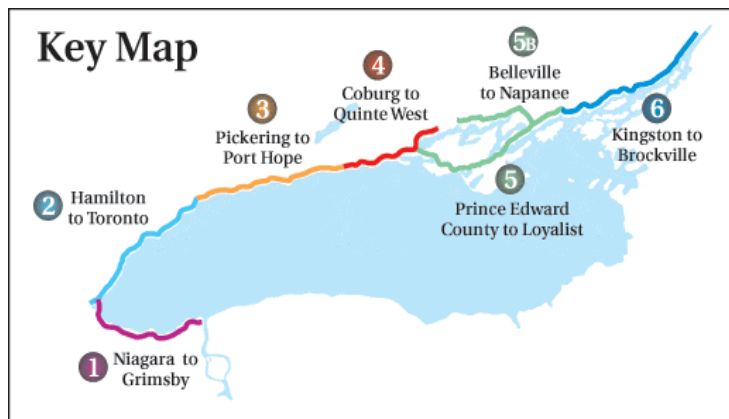 Key Map
5B
Belleville
to Napanee
4
Coburg to
Quinte West
3
Pickering to
Port Hope
6
Kingston to
Brockville
2
Hamilton
to Toronto
5
Prince Edward
County to Loyalist
1
Niagara to
Grimsby